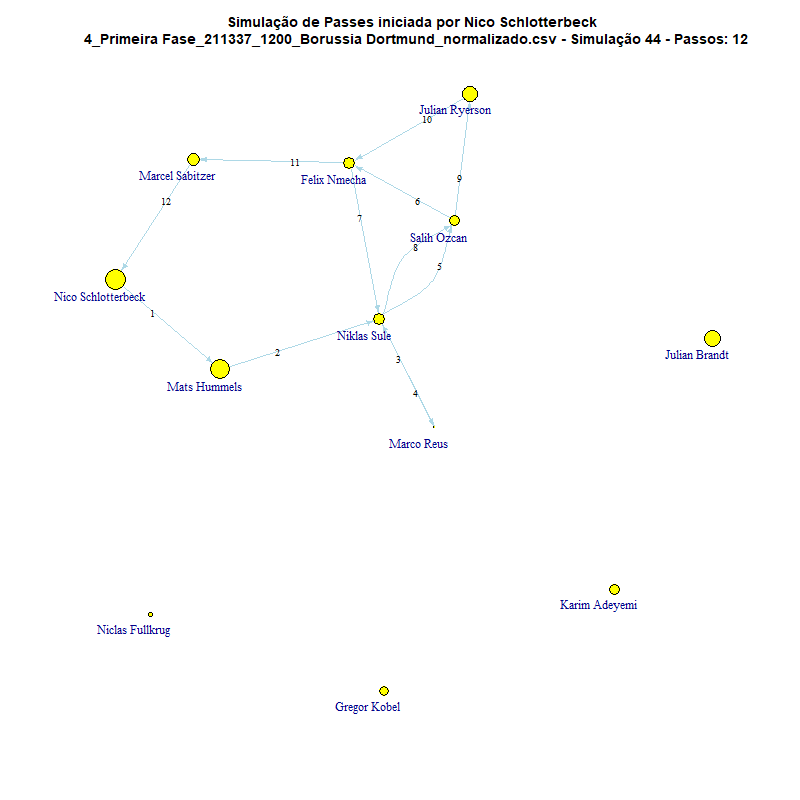 Simulação de Passes iniciada por Nico Schlotterbeck
4_Primeira Fase_211337_1200_Borussia Dortmund_normalizado.csv - Simulação 44 - Passos: 12
Julian Ryerson
10
11
Marcel Sabitzer
Felix Nmecha
9
12
6
7
Salih Ozcan
8
5
Nico Schlotterbeck
1
Niklas Sule
2
Julian Brandt
3
Mats Hummels
4
Marco Reus
Karim Adeyemi
Niclas Fullkrug
Gregor Kobel